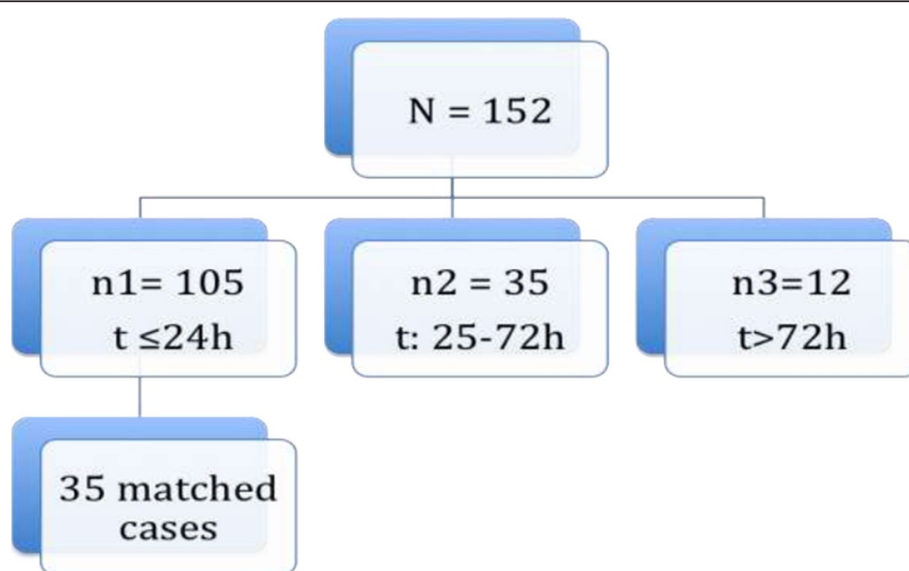 N = 152
n1= 105
t ≤24h
n2 = 35
t: 25-72h
n3=12
t>72h
35 matched
cases